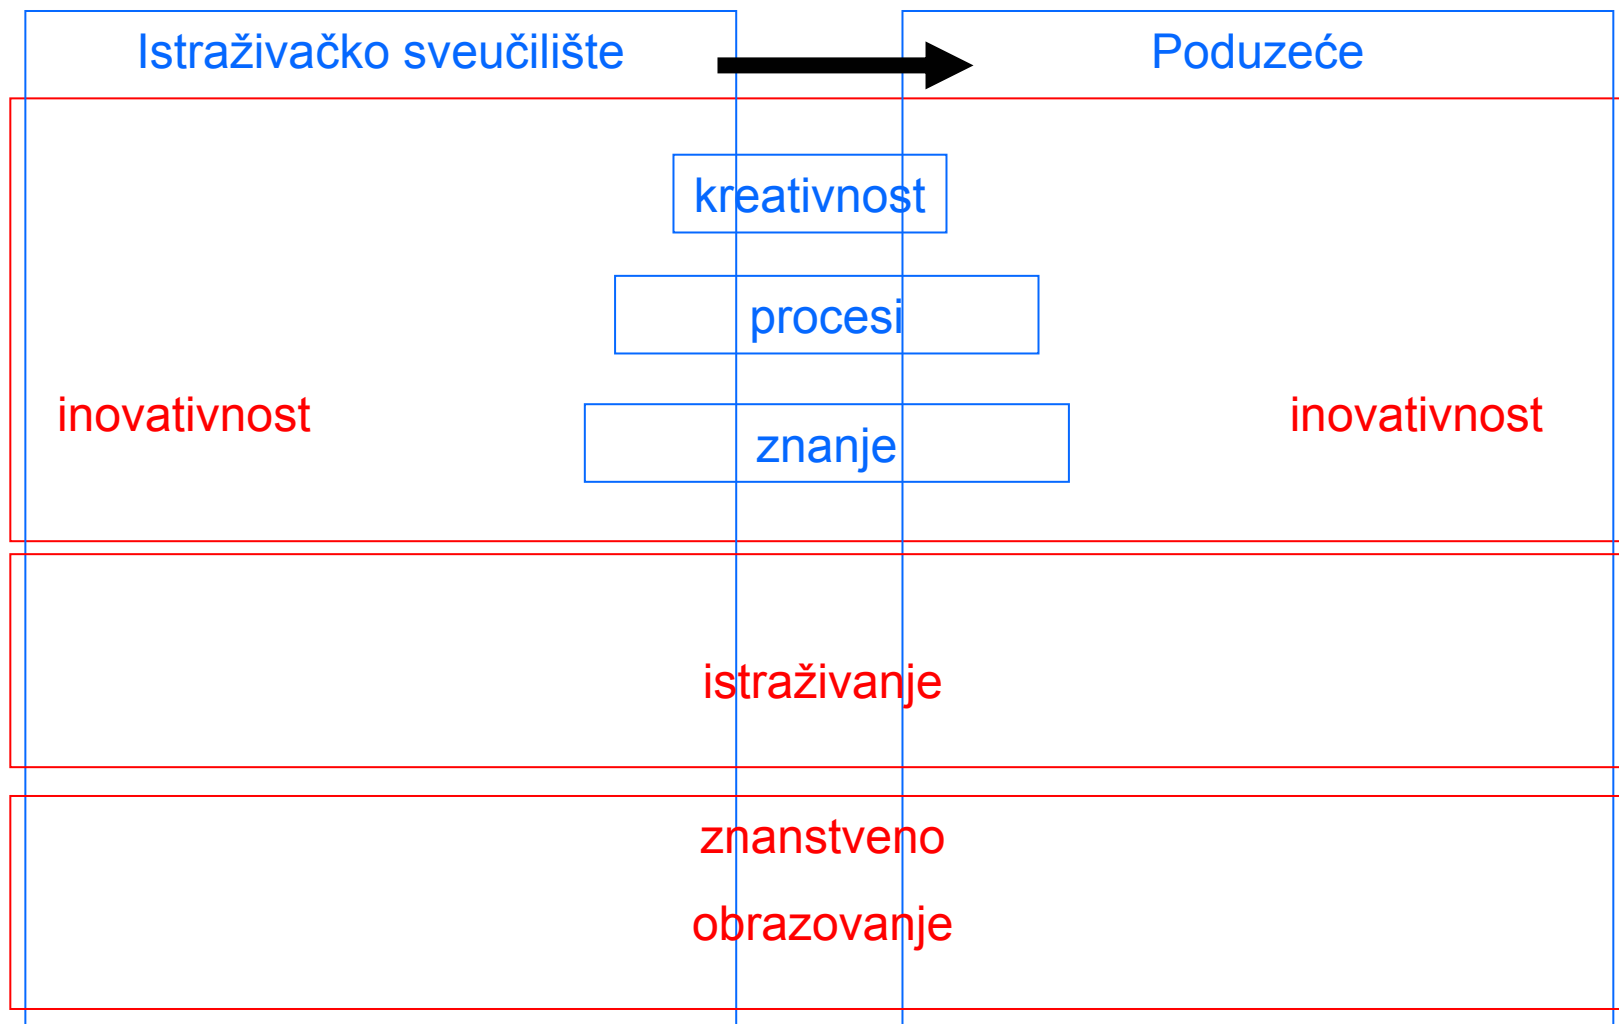 Istraživačko sveučilište
Poduzeće
kreativnost
procesi
inovativnost
znanje
inovativnost
istraživanje
znanstveno
obrazovanje